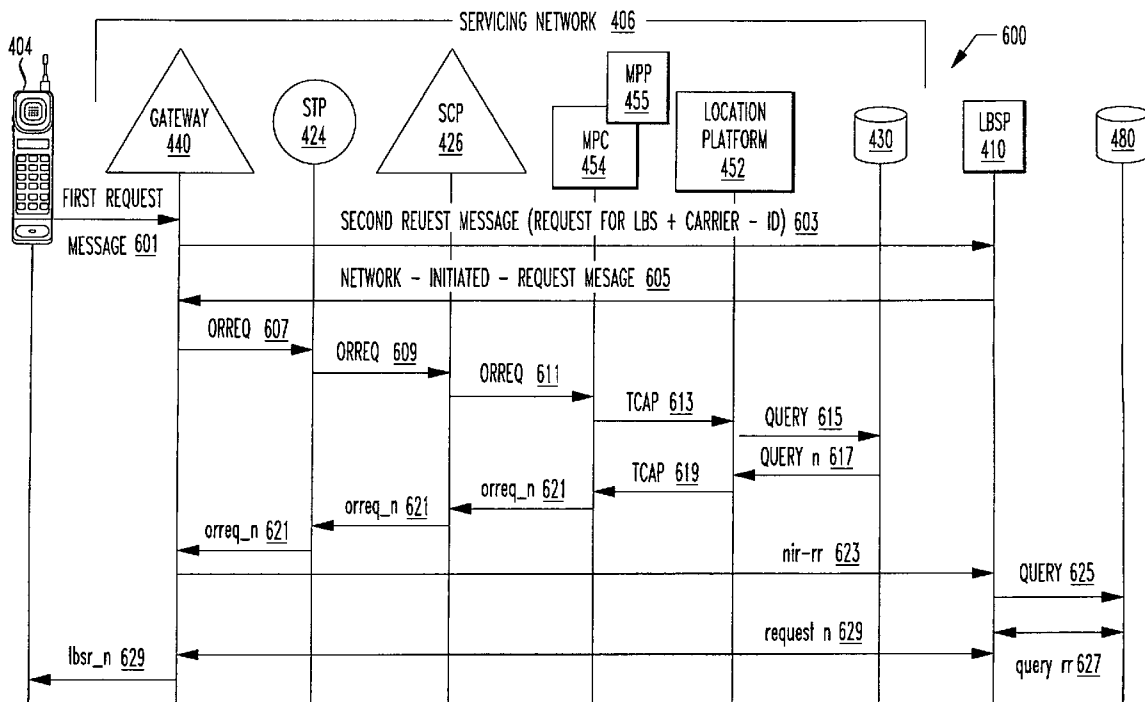 SERVICING NETWORK 406
600
404
GATEWAY
440
STP
424
SCP
426
MPP
455
MPC
454
LOCATION
PLATFORM
452
430
LBSP
410
480
FIRST REQUEST
MESSAGE 601
SECOND REUEST MESSAGE (REQUEST FOR LBS + CARRIER - ID) 603
NETWORK - INITIATED - REQUEST MESAGE 605
ORREQ 607
ORREQ 609
ORREQ 611
TCAP 613
QUERY 615
QUERY n 617
TCAP 619
orreq_n 621
orreq_n 621
orreq_n 621
nir-rr 623
QUERY 625
request n 629
query rr 627
lbsr_n 629